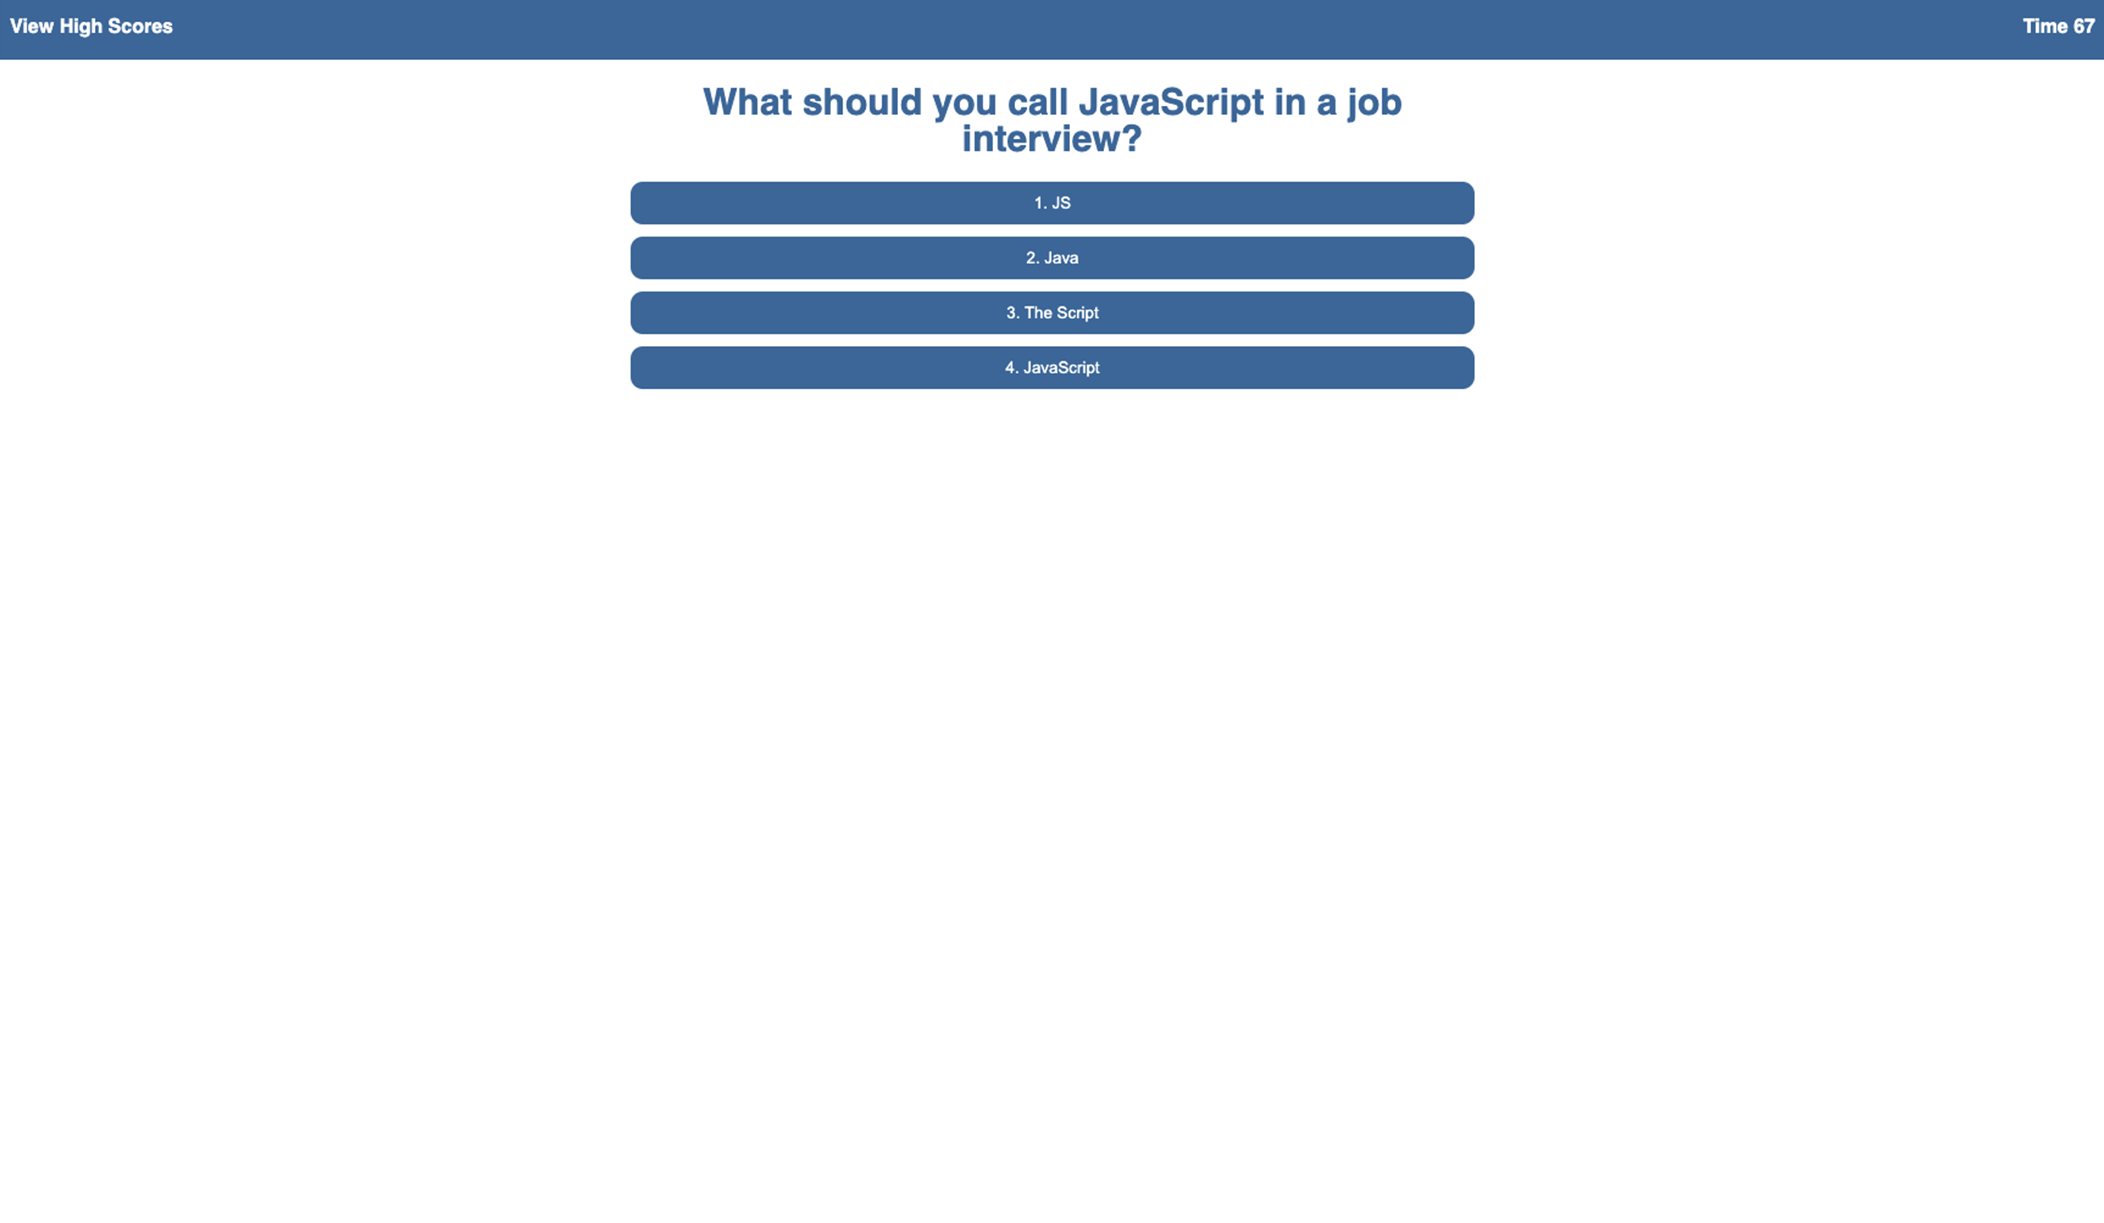 View High Scores
Time 67
What should you call JavaScript in a job
interview?
1. JS
2. Java
3. The Script
4. JavaScript